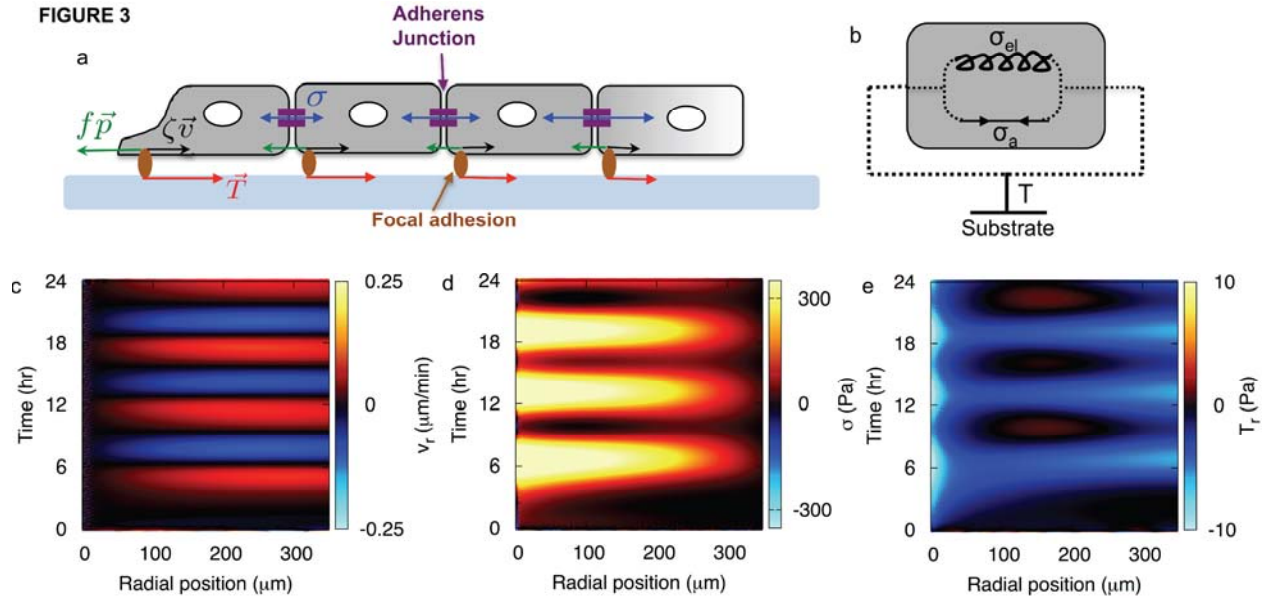 FIGURE 3
a
Adherens
Junction
σ
f p⃗
ζ v⃗
T⃗
Focal adhesion
b
σel
σa
T
Substrate
c
24
18
12
6
0
Time (hr)
0 100 200 300
Radial position (μm)
0.25
0
-0.25
vr (μm/min)
d
24
18
12
6
0
Time (hr)
0 100 200 300
Radial position (μm)
300
0
-300
σ (Pa)
e
24
18
12
6
0
Time (hr)
0 100 200 300
Radial position (μm)
10
0
-10
Tr (Pa)